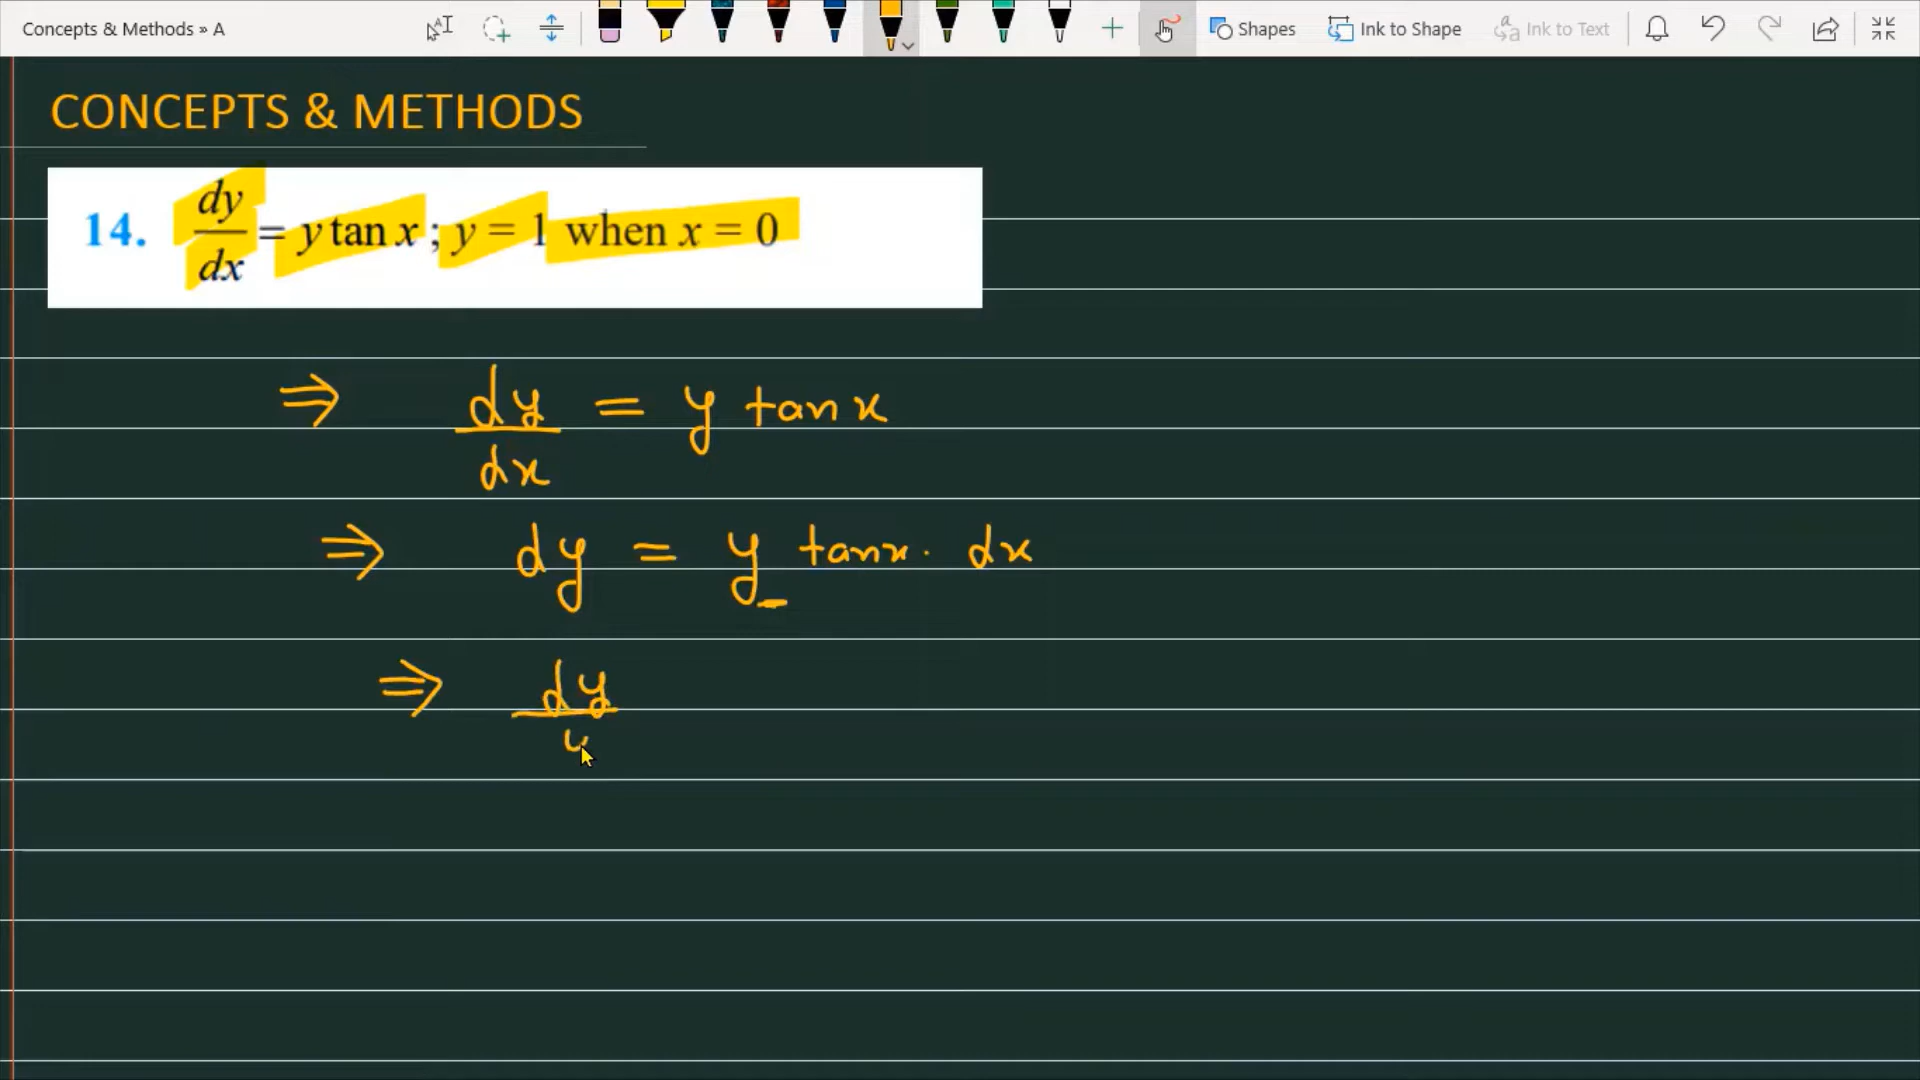 Concepts & Methods » A
Shapes
Ink to Shape
Ink to Text
CONCEPTS & METHODS
14. dy/dx = y tan x ; y = 1 when x = 0
⇒ dy/dx = y tan x
⇒ dy = y tanx · dx
⇒ dy/y